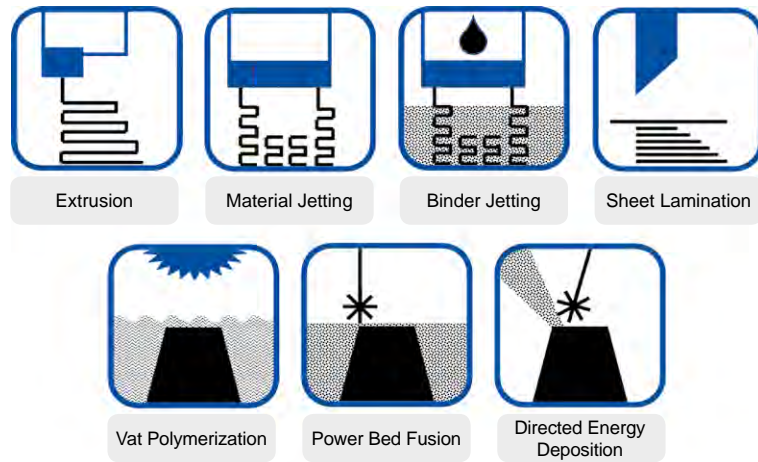 Extrusion
Material Jetting
Binder Jetting
Sheet Lamination
Vat Polymerization
Power Bed Fusion
Directed Energy
Deposition